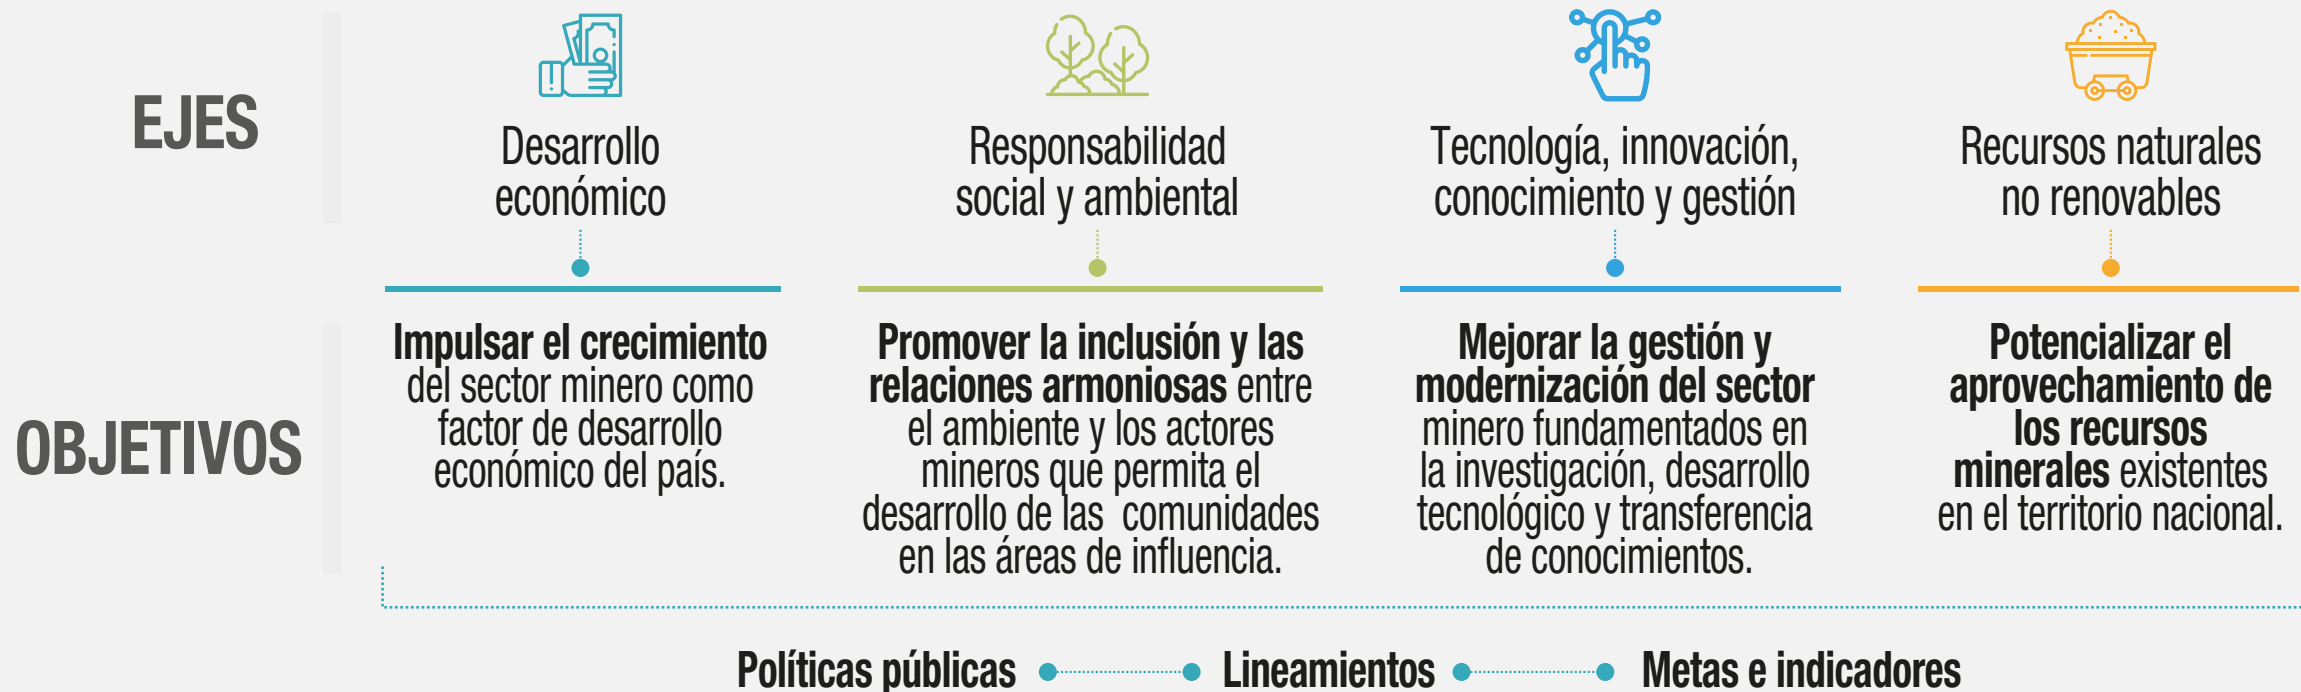 EJES
Desarrollo
económico
Responsabilidad
social y ambiental
Tecnología, innovación,
conocimiento y gestión
Recursos naturales
no renovables
OBJETIVOS
Impulsar el crecimiento
del sector minero como
factor de desarrollo
económico del país.
Promover la inclusión y las
relaciones armoniosas entre
el ambiente y los actores
mineros que permita el
desarrollo de las comunidades
en las áreas de influencia.
Mejorar la gestión y
modernización del sector
minero fundamentados en
la investigación, desarrollo
tecnológico y transferencia
de conocimientos.
Potencializar el
aprovechamiento de
los recursos
minerales existentes
en el territorio nacional.
Políticas públicas
Lineamientos
Metas e indicadores